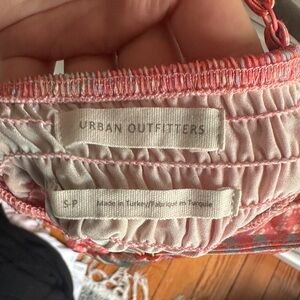 URBAN OUTFITTERS
S-P Made in Turkey/Fabriqué en Turquie